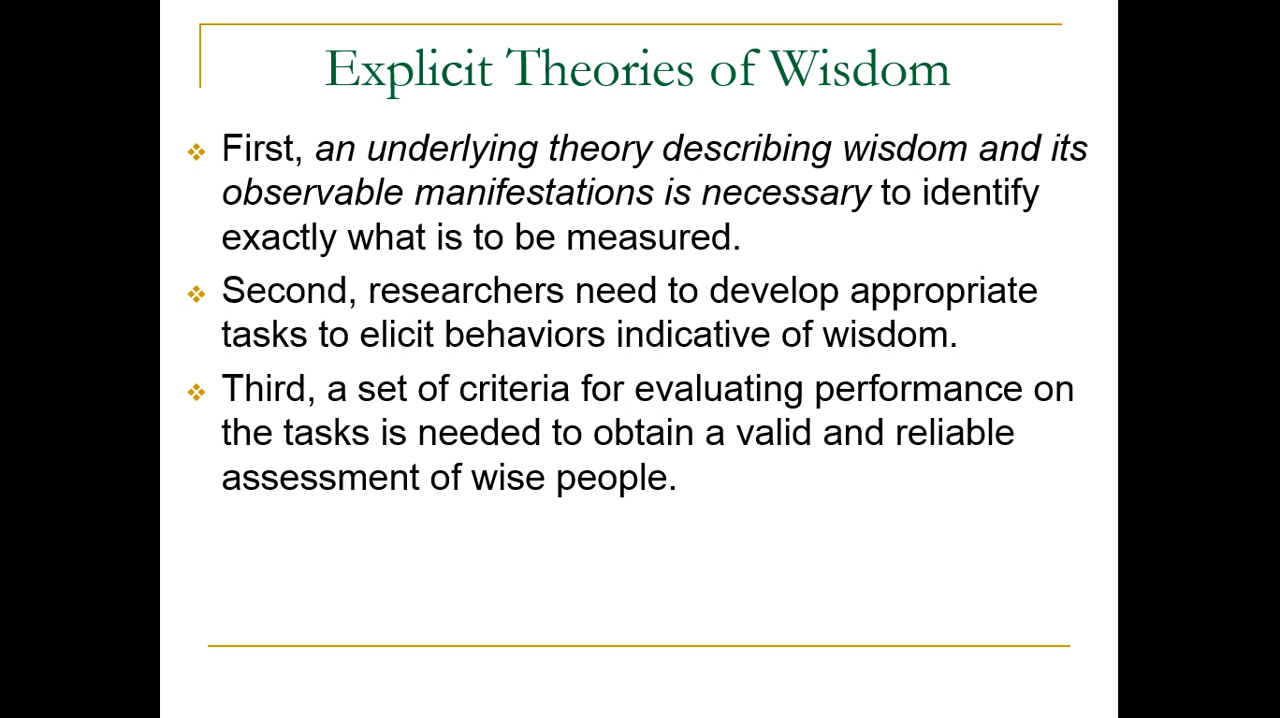 Explicit Theories of Wisdom
First, an underlying theory describing wisdom and its
observable manifestations is necessary to identify
exactly what is to be measured.
Second, researchers need to develop appropriate
tasks to elicit behaviors indicative of wisdom.
Third, a set of criteria for evaluating performance on
the tasks is needed to obtain a valid and reliable
assessment of wise people.